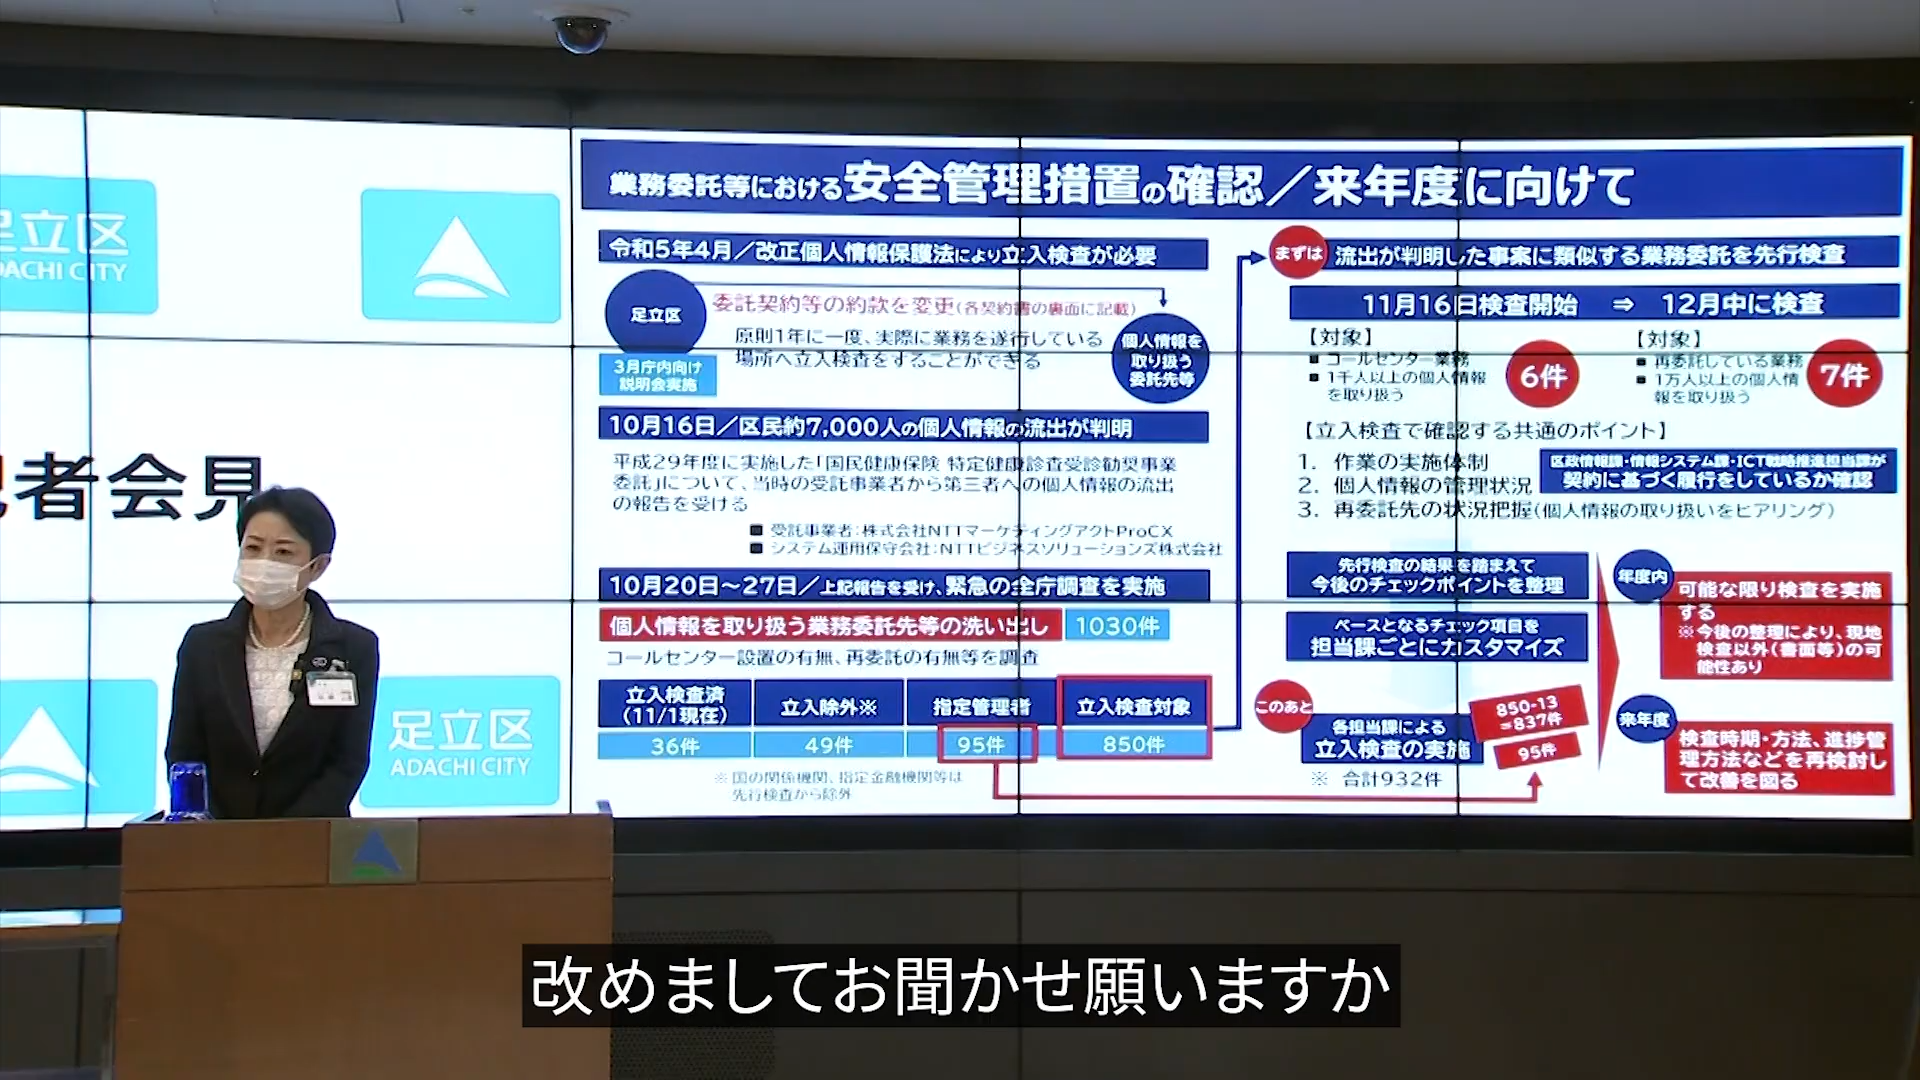 足立区
ADACHI CITY
記者会見
足立区
ADACHI CITY
業務委託等における安全管理措置の確認／来年度に向けて
令和5年4月／改正個人情報保護法により立入検査が必要
足立区
委託契約等の約款を変更(各契約書の裏面に記載)
原則1年に一度、実際に業務を遂行している
場所へ立入検査をすることができる
3月庁内向け
説明会実施
個人情報を
取り扱う
委託先等
10月16日／区民約7,000人の個人情報の流出が判明
平成29年度に実施した「国民健康保険 特定健康診査受診勧奨事業
委託」について、当時の受託事業者から第三者への個人情報の流出
の報告を受ける
■ 受託事業者:株式会社NTTマーケティングアクトProCX
■ システム運用保守会社:NTTビジネスソリューションズ株式会社
10月20日～27日／上記報告を受け、緊急の全庁調査を実施
個人情報を取り扱う業務委託先等の洗い出し 1030件
コールセンター設置の有無、再委託の有無等を調査
立入検査済
(11/1現在)
36件
立入除外※
49件
指定管理者
95件
立入検査対象
850件
※ 国の関係機関、指定金融機関等は
先行検査から除外
まずは
流出が判明した事案に類似する業務委託を先行検査
11月16日検査開始 ⇒ 12月中に検査
【対象】
■ コールセンター業務
■ 1千人以上の個人情報
を取り扱う
6件
【対象】
■ 再委託している業務
■ 1万人以上の個人情
報を取り扱う
7件
【立入検査で確認する共通のポイント】
1. 作業の実施体制
2. 個人情報の管理状況
3. 再委託先の状況把握(個人情報の取り扱いをヒアリング)
区政情報課・情報システム課・ICT戦略推進担当課が
契約に基づく履行をしているか確認
先行検査の結果を踏まえて
今後のチェックポイントを整理
ベースとなるチェック項目を
担当課ごとにカスタマイズ
このあと
各担当課による
立入検査の実施
※ 合計932件
850-13
=837件
95件
年度内
可能な限り検査を実施
する
※今後の整理により、現地
検査以外(書面等)の可
能性あり
来年度
検査時期・方法、進捗管
理方法などを再検討し
て改善を図る
改めましてお聞かせ願いますか